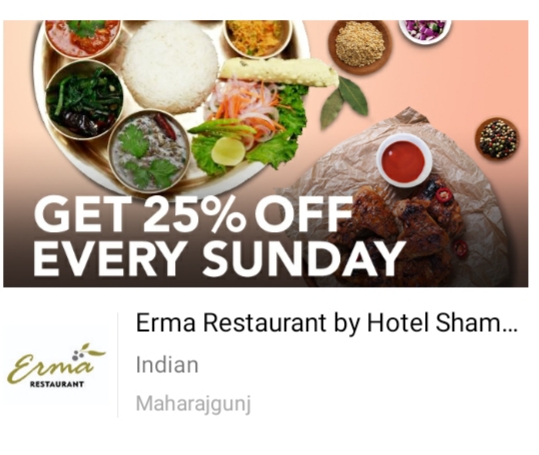 GET 25% OFF
EVERY SUNDAY
Erma Restaurant by Hotel Sham...
Erma
RESTAURANT
Indian
Maharajgunj